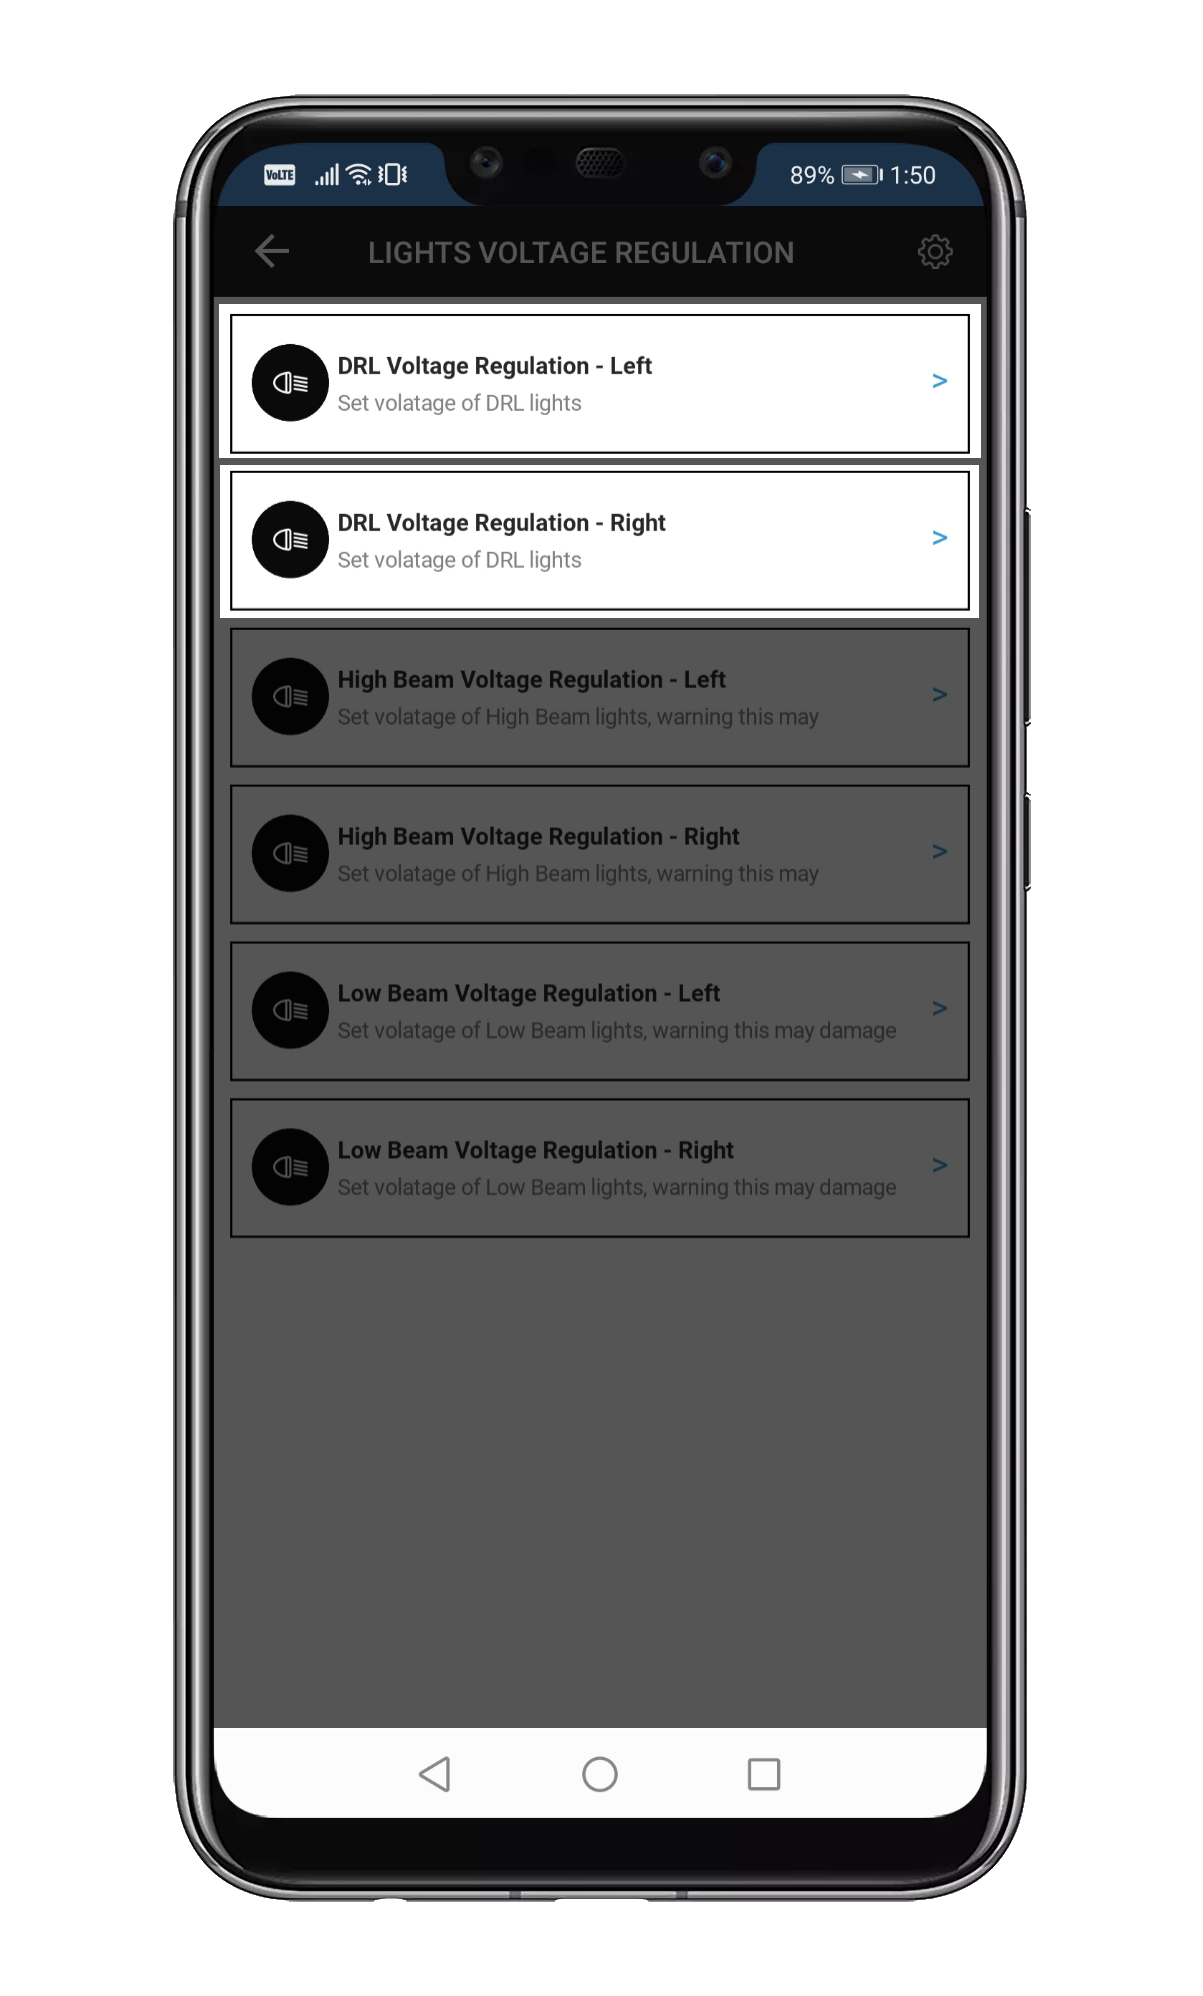 VoLTE 89% 1:50
LIGHTS VOLTAGE REGULATION
DRL Voltage Regulation - Left
Set volatage of DRL lights
>
DRL Voltage Regulation - Right
Set volatage of DRL lights
>
High Beam Voltage Regulation - Left
Set volatage of High Beam lights, warning this may
>
High Beam Voltage Regulation - Right
Set volatage of High Beam lights, warning this may
>
Low Beam Voltage Regulation - Left
Set volatage of Low Beam lights, warning this may damage
>
Low Beam Voltage Regulation - Right
Set volatage of Low Beam lights, warning this may damage
>